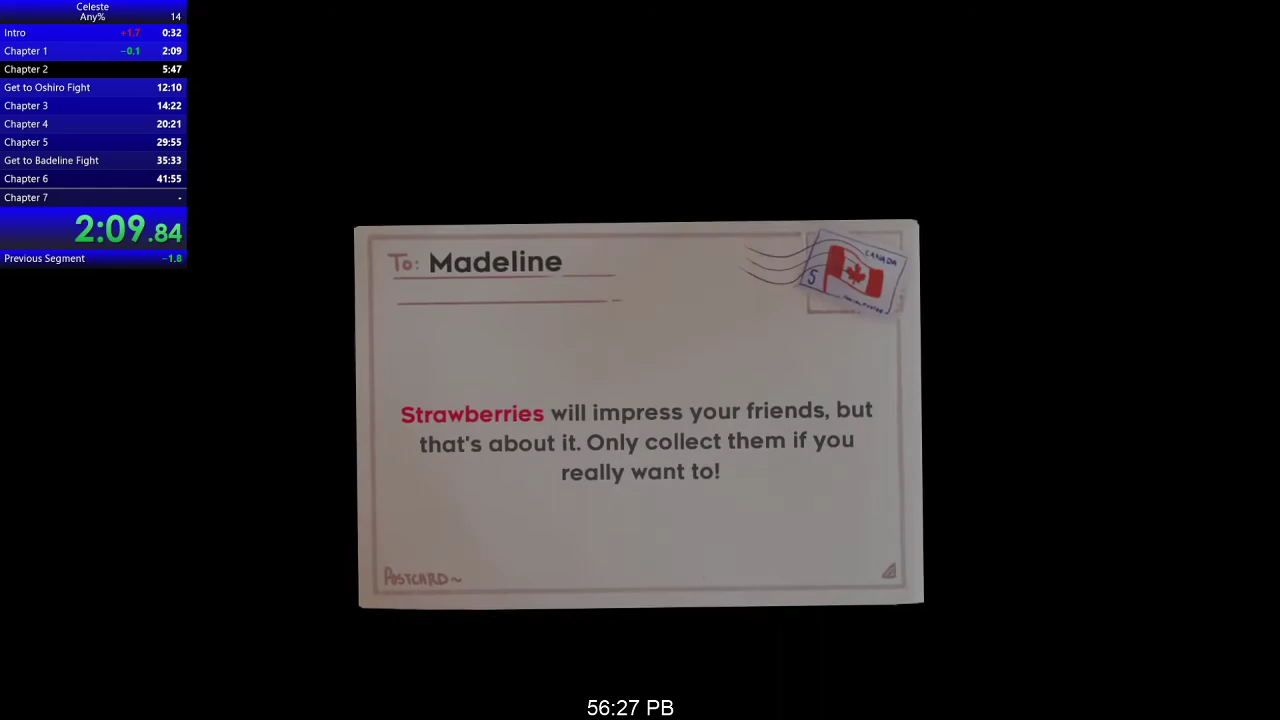 Celeste
Any% 14
Intro +1.7 0:32
Chapter 1 −0.1 2:09
Chapter 2 5:47
Get to Oshiro Fight 12:10
Chapter 3 14:22
Chapter 4 20:21
Chapter 5 29:55
Get to Badeline Fight 35:33
Chapter 6 41:55
Chapter 7 -
2:09.84
Previous Segment −1.8
To: Madeline
CANADA
5
Strawberries will impress your friends, but
that's about it. Only collect them if you
really want to!
POSTCARD~
56:27 PB